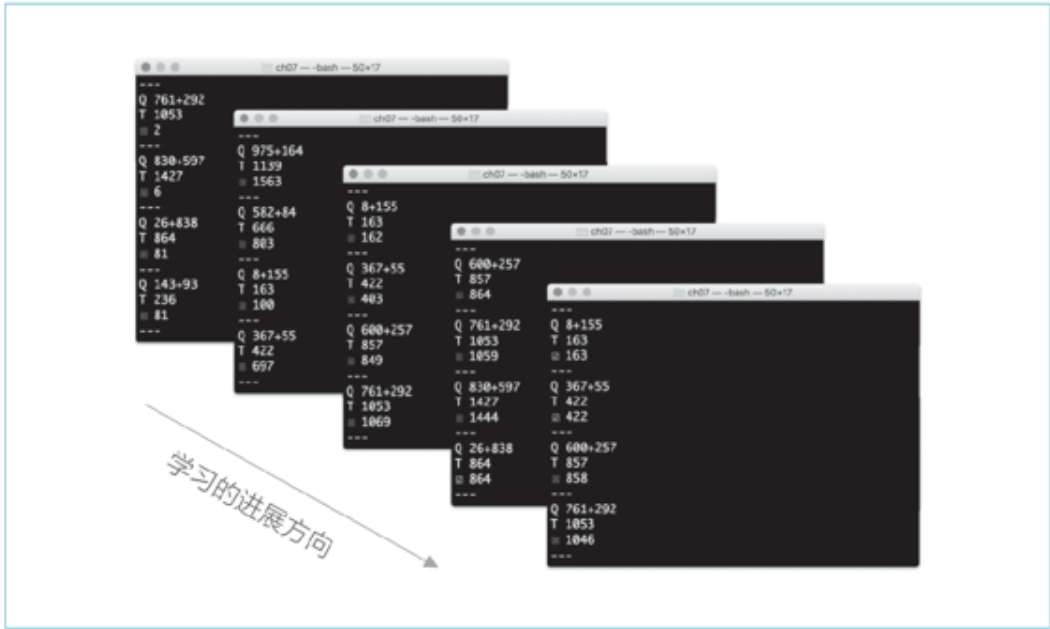 ch07 — -bash — 50×17
---
Q 761+292
T 1053
2
---
Q 830+597
T 1427
6
---
Q 26+838
T 864
81
---
Q 143+93
T 236
81
---
ch07 — -bash — 50×17
---
Q 975+164
T 1139
1563
---
Q 582+84
T 666
803
---
Q 8+155
T 163
100
---
Q 367+55
T 422
697
---
ch07 — -bash — 50×17
---
Q 8+155
T 163
162
---
Q 367+55
T 422
403
---
Q 600+257
T 857
849
---
Q 761+292
T 1053
1069
---
ch07 — -bash — 50×17
---
Q 600+257
T 857
864
---
Q 761+292
T 1053
1059
---
Q 830+597
T 1427
1444
---
Q 26+838
T 864
☑ 864
---
ch07 — -bash — 50×17
---
Q 8+155
T 163
☑ 163
---
Q 367+55
T 422
☑ 422
---
Q 600+257
T 857
858
---
Q 761+292
T 1053
1046
---
学习的进展方向